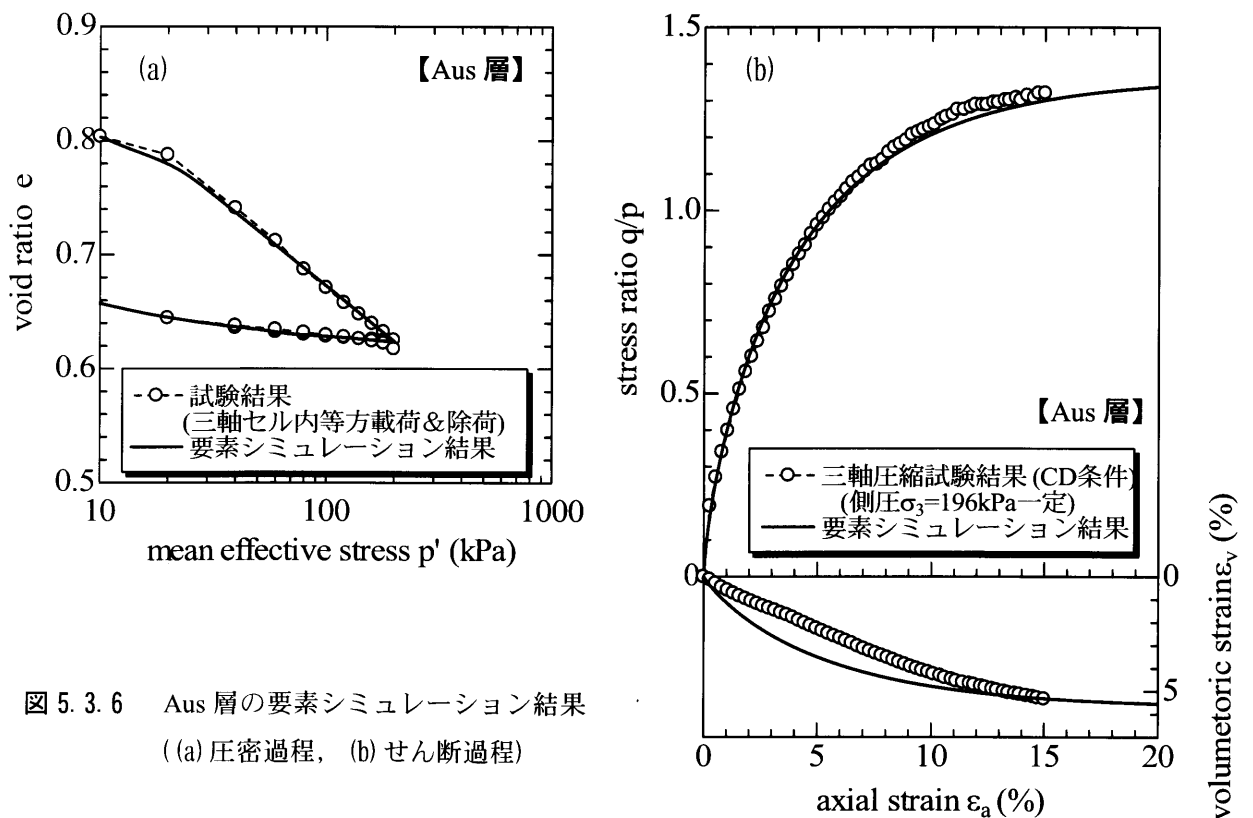 (a)
【Aus 層】
0.9
0.8
0.7
0.6
0.5
void ratio e
試験結果
(三軸セル内等方載荷&除荷)
要素シミュレーション結果
10
100
1000
mean effective stress p' (kPa)
(b)
1.5
1.0
0.5
0
stress ratio q/p
【Aus 層】
三軸圧縮試験結果 (CD条件)
(側圧σ3=196kPa一定)
要素シミュレーション結果
0
5
volumetoric strain εv (%)
0
5
10
15
20
axial strain εa (%)
図 5. 3. 6 Aus 層の要素シミュレーション結果
((a) 圧密過程, (b) せん断過程)